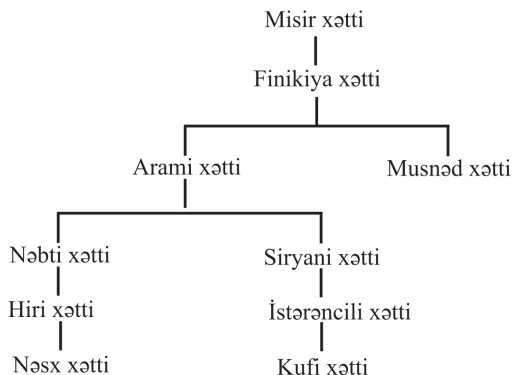 Misir xətti
Finikiya xətti
Arami xətti Musnəd xətti
Nəbti xətti Siryani xətti
Hiri xətti İstərəncili xətti
Nəsx xətti Kufi xətti